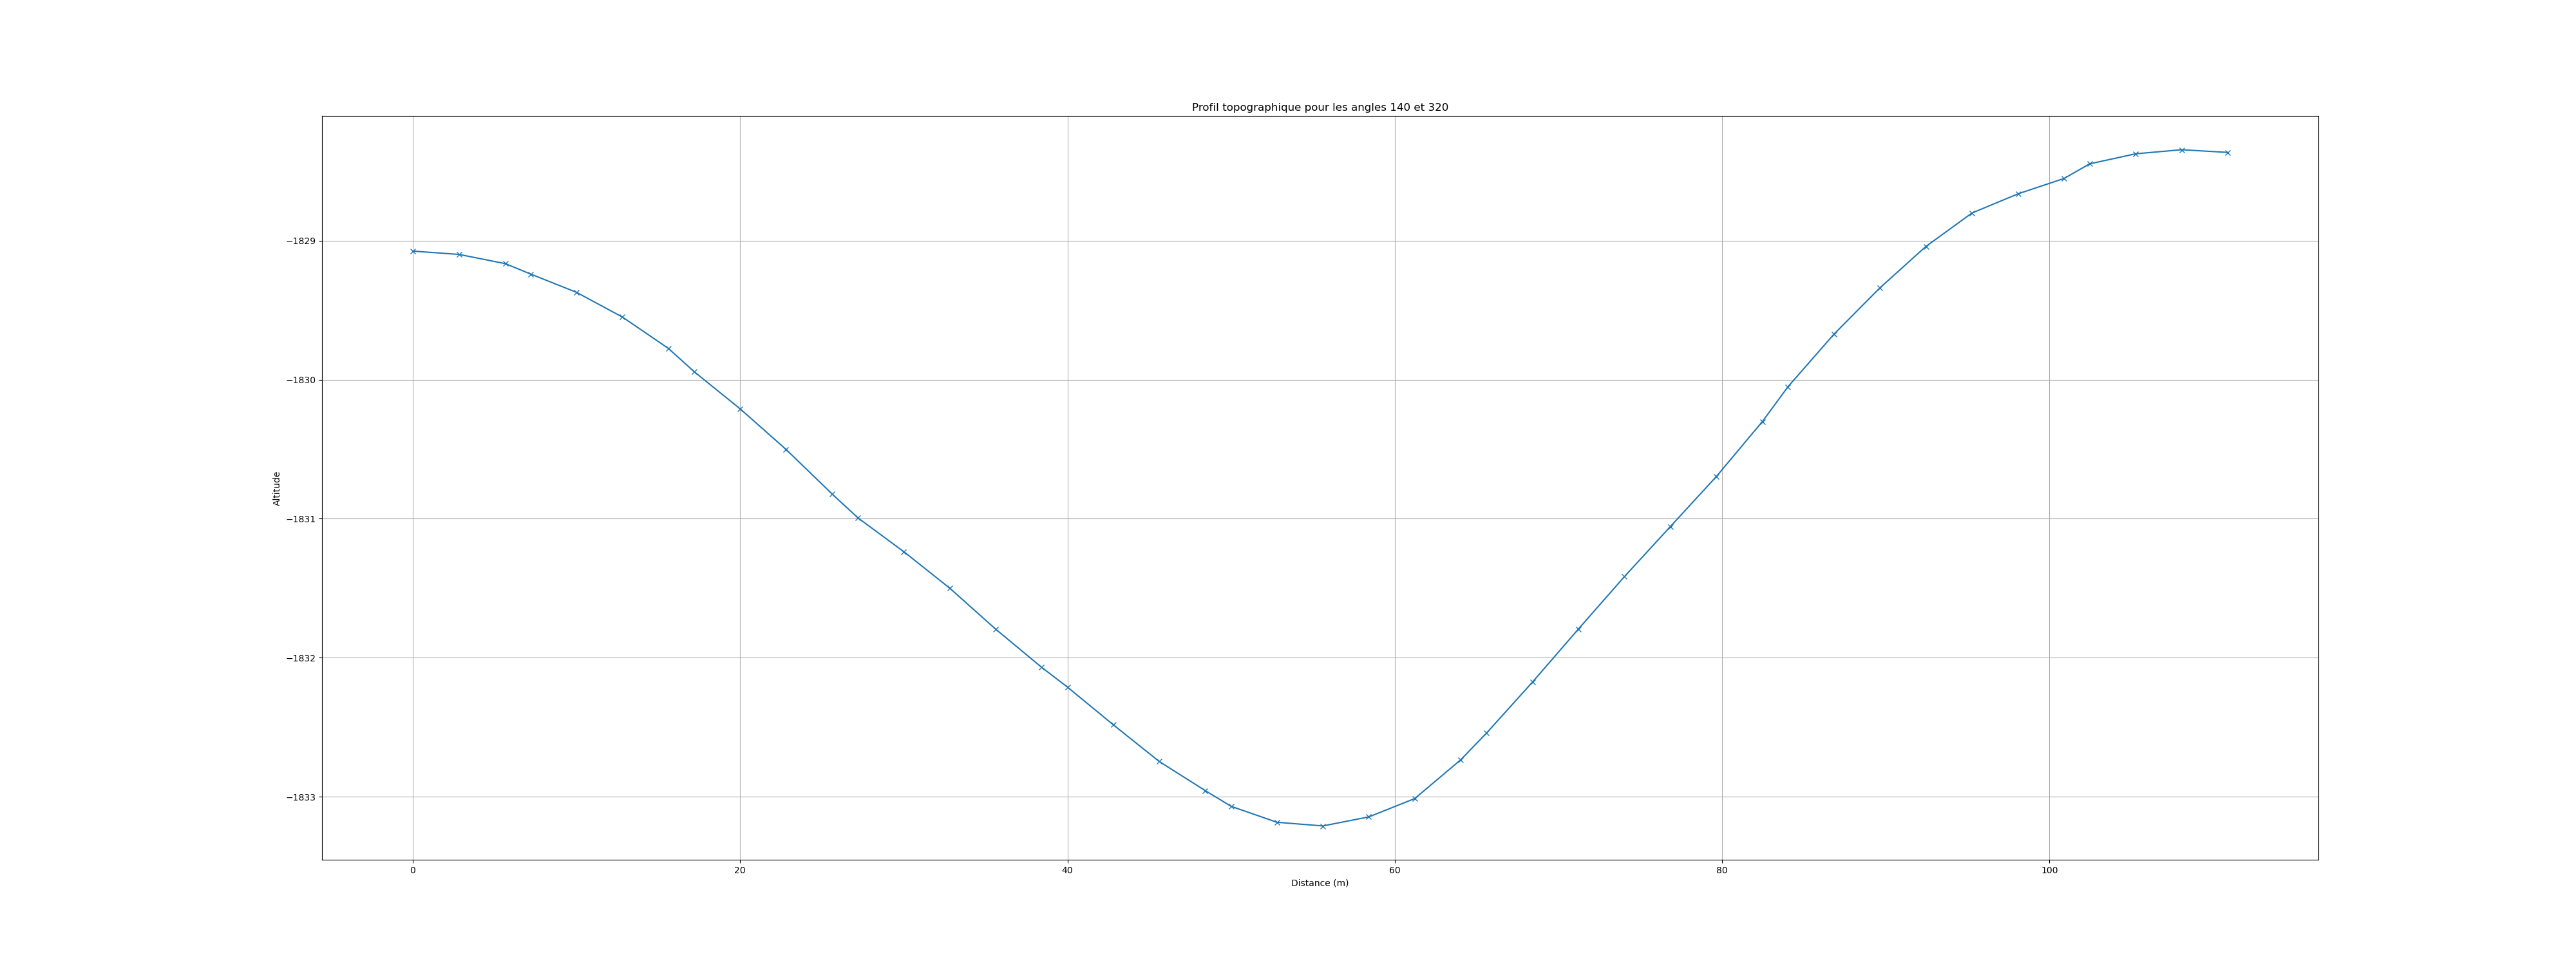 Profil topographique pour les angles 140 et 320
Altitude
−1829
−1830
−1831
−1832
−1833
0 20 40 60 80 100
Distance (m)